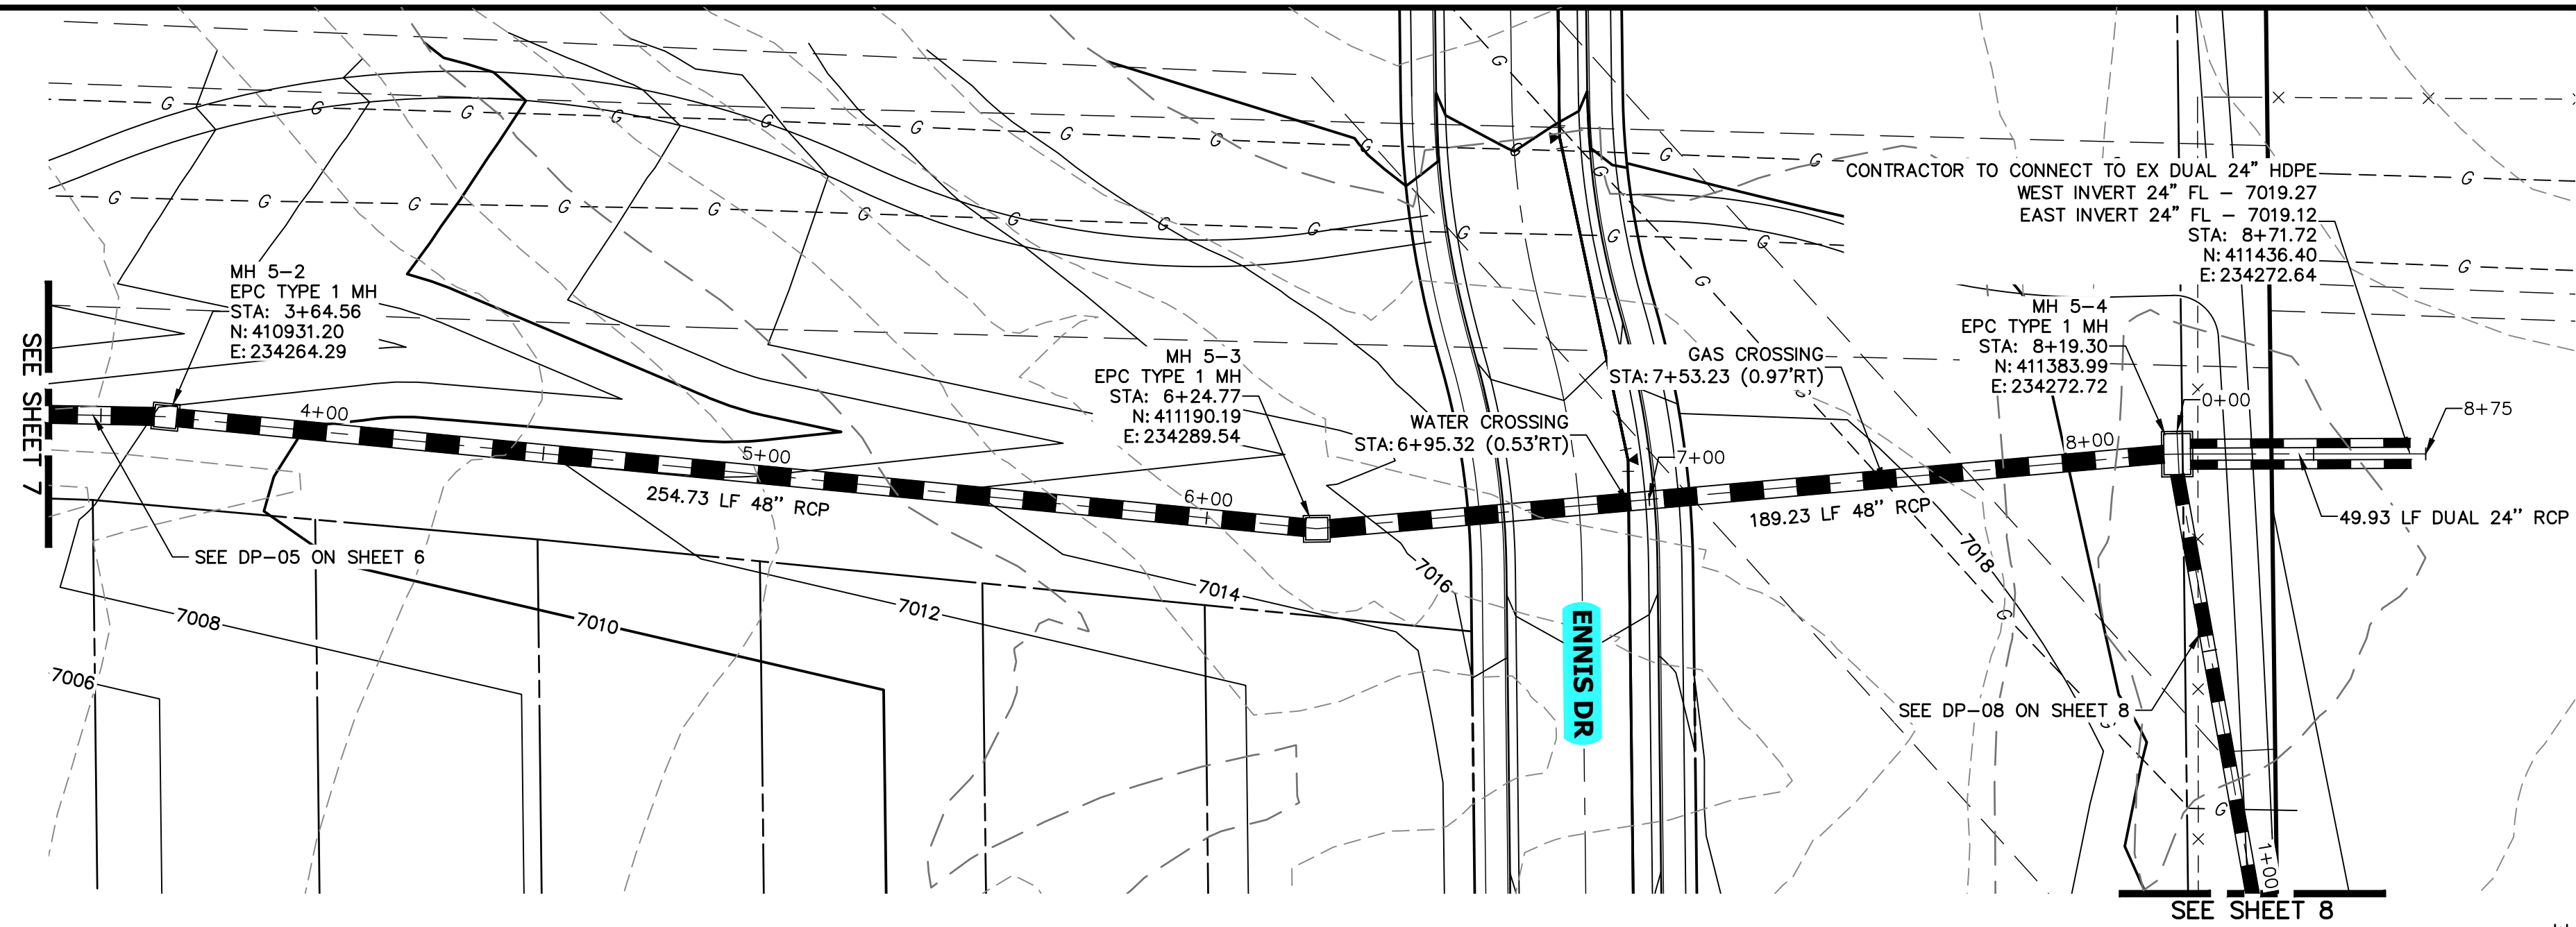 CONTRACTOR TO CONNECT TO EX DUAL 24" HDPE
WEST INVERT 24" FL - 7019.27
EAST INVERT 24" FL - 7019.12
STA: 8+71.72
N:411436.40
E:234272.64
MH 5-2
EPC TYPE 1 MH
STA: 3+64.56
N:410931.20
E:234264.29
MH 5-3
EPC TYPE 1 MH
STA: 6+24.77
N:411190.19
E:234289.54
WATER CROSSING
STA:6+95.32 (0.53'RT)
GAS CROSSING
STA:7+53.23 (0.97'RT)
MH 5-4
EPC TYPE 1 MH
STA: 8+19.30
N:411383.99
E:234272.72
SEE SHEET 7
4+00
5+00
6+00
7+00
8+00
0+00
8+75
254.73 LF 48" RCP
189.23 LF 48" RCP
49.93 LF DUAL 24" RCP
SEE DP-05 ON SHEET 6
7006
7008
7010
7012
7014
7016
7018
ENNIS DR
SEE DP-08 ON SHEET 8
1+00
SEE SHEET 8
G G G G G G G G G G G G
G G G G G G G G G G G G
G G G G G G G G